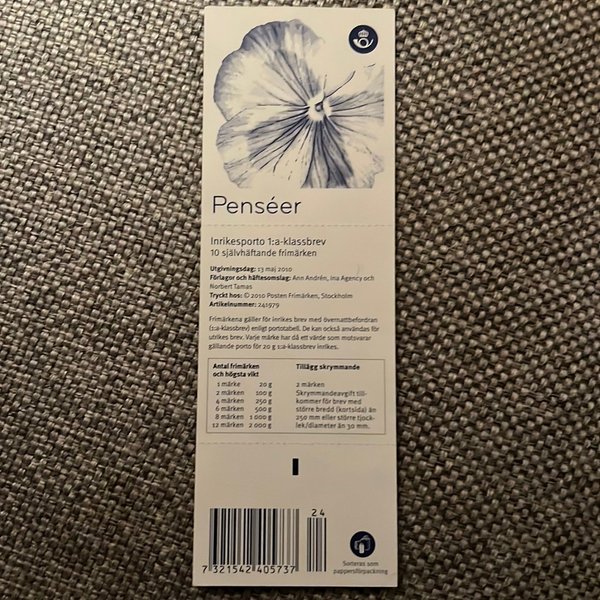 Penséer
Inrikesporto 1:a-klassbrev
10 självhäftande frimärken
Utgivningsdag: 13 maj 2010
Förlagor och häftesomslag: Ann Andrén, Ina Agency och
Norbert Tamas
Tryckt hos: © 2010 Posten Frimärken, Stockholm
Artikelnummer: 241979
Frimärkena gäller för inrikes brev med övernattbefordran
(1:a-klassbrev) enligt portotabell. De kan också användas för
utrikes brev. Varje märke har då ett värde som motsvarar
gällande porto för 20 g 1:a-klassbrev inrikes.
Antal frimärken
och högsta vikt
1 märke 20 g
2 märken 100 g
4 märken 250 g
6 märken 500 g
8 märken 1 000 g
12 märken 2 000 g
Tillägg skrymmande
2 märken
Skrymmandeavgift till-
kommer för brev med
större bredd (kortsida) än
250 mm eller större tjock-
lek/diameter än 30 mm.
24
7 321542 405737
Sorteras som
pappersförpackning